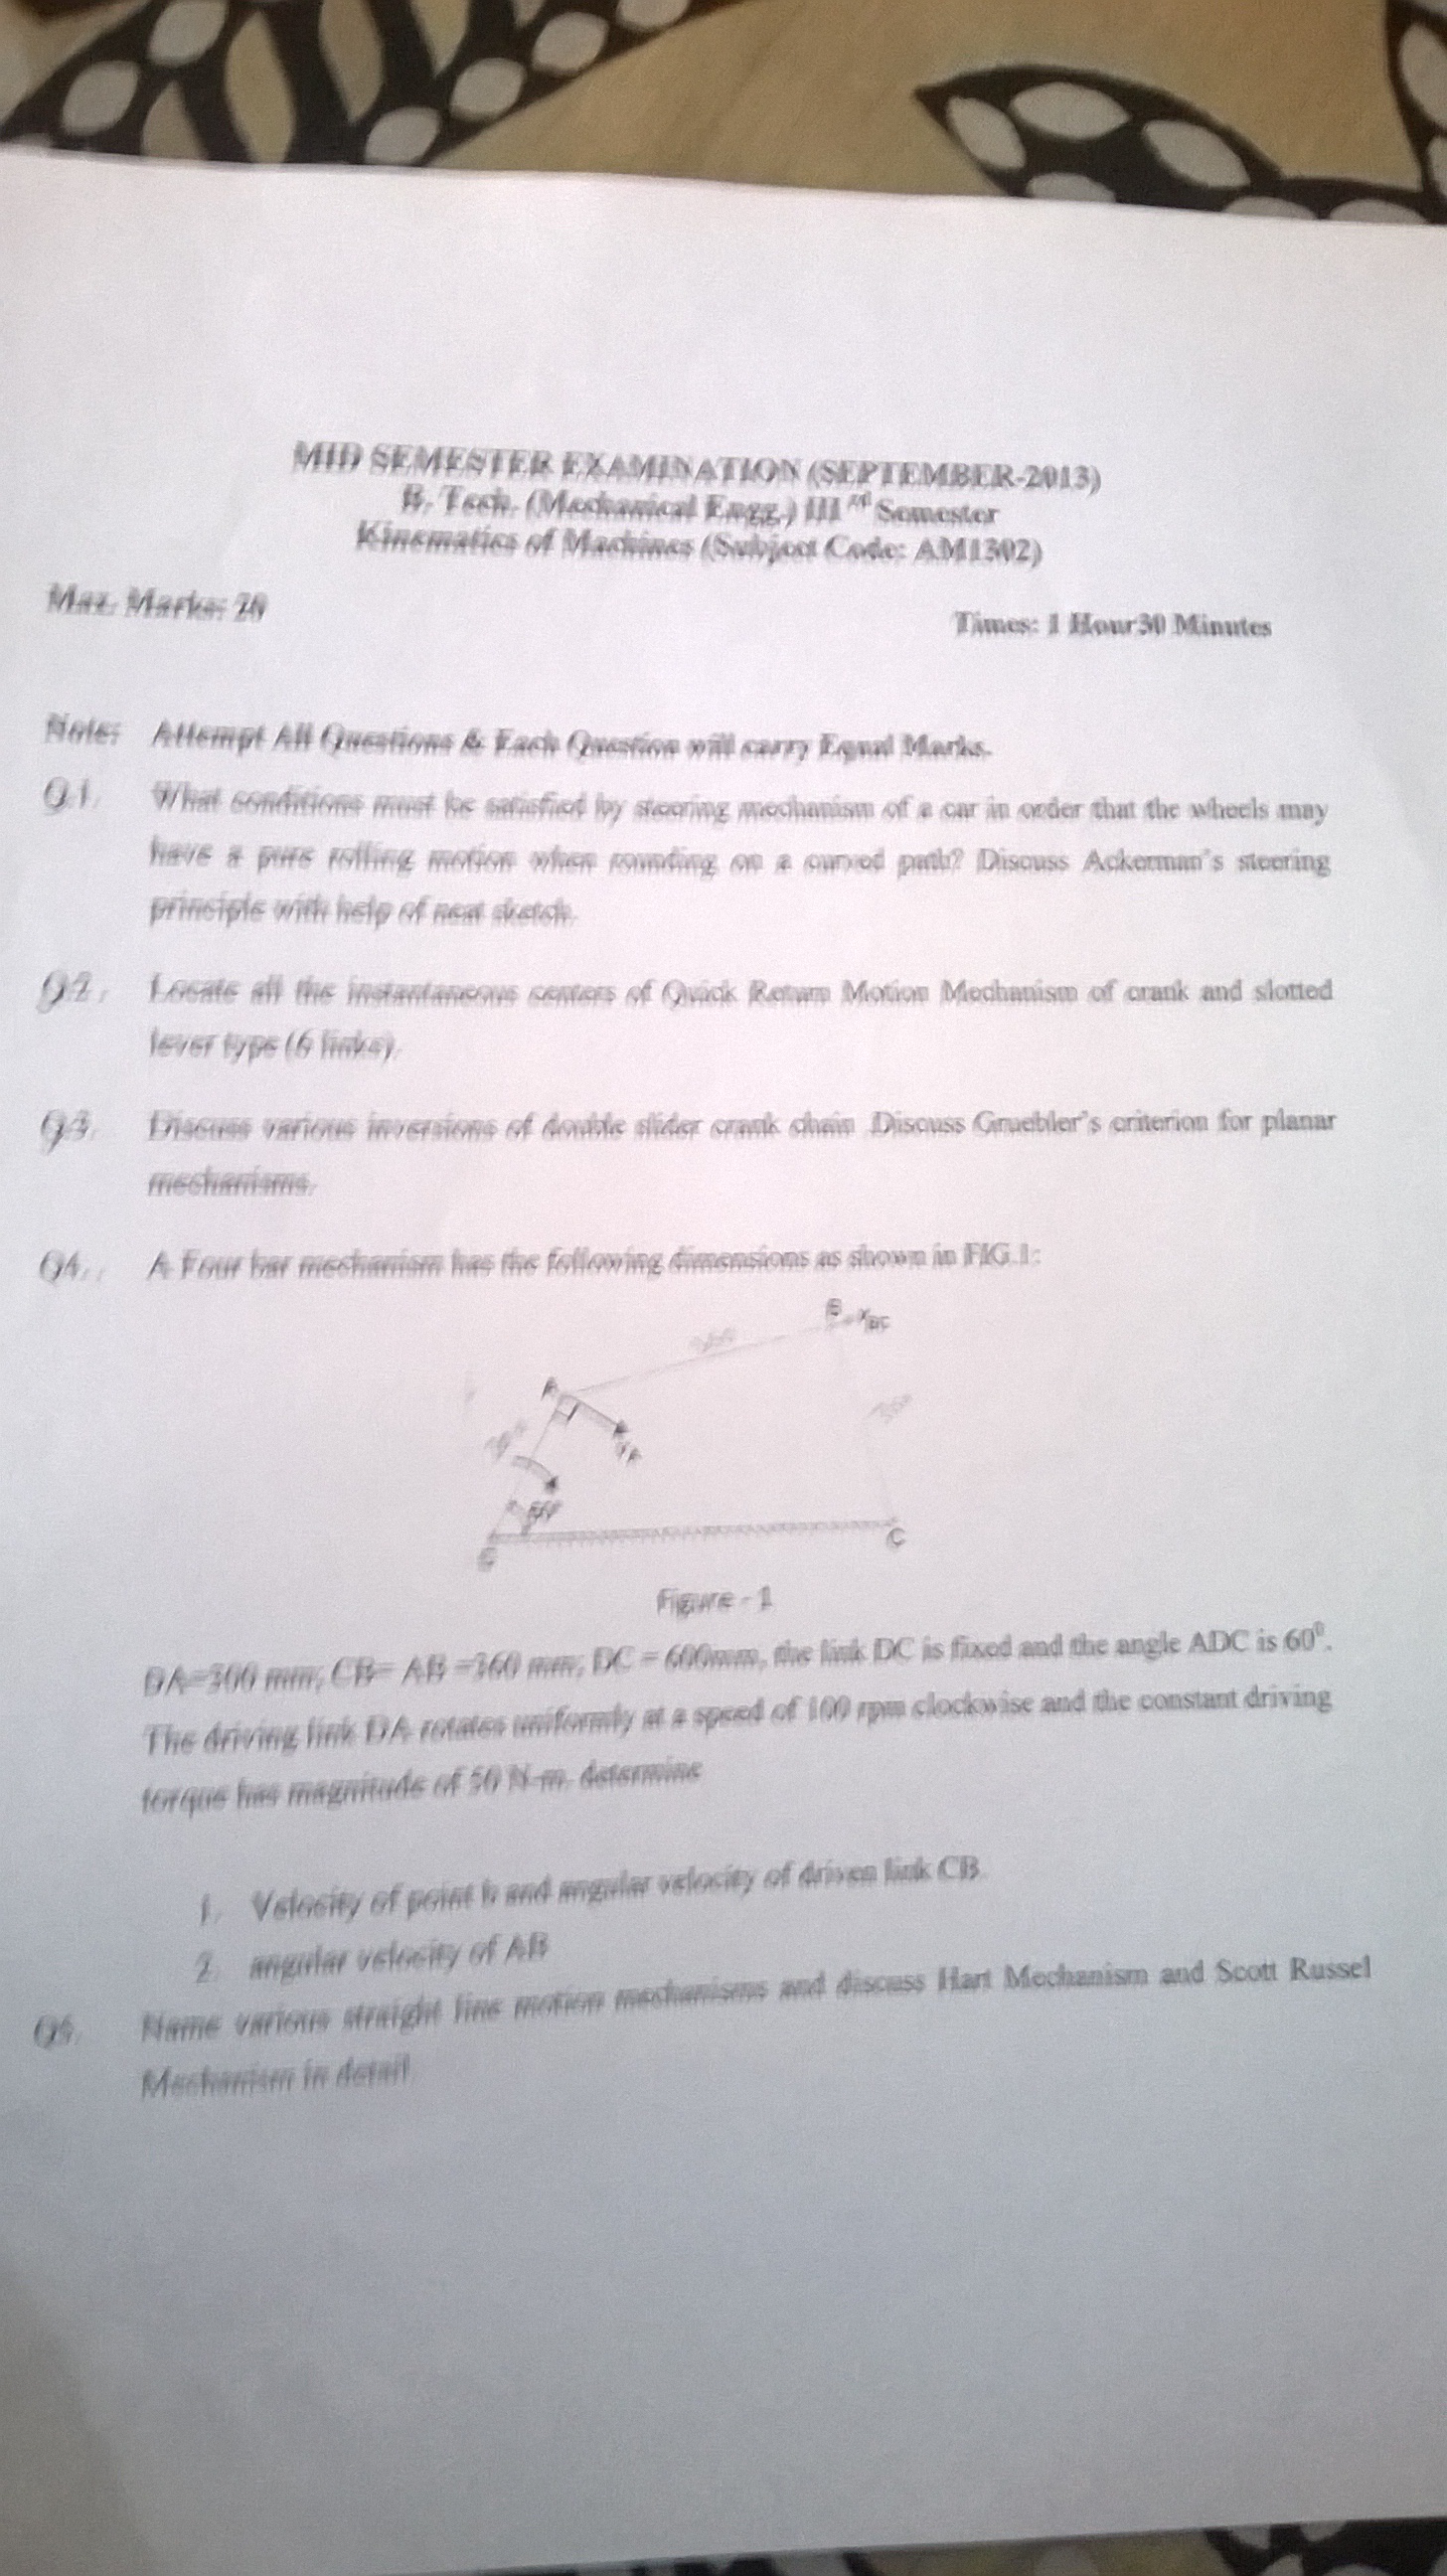 MID SEMESTER EXAMINATION (SEPTEMBER-2013)
B. Tech. (Mechanical Engg.) III rd Semester
Kinematics of Machines (Subject Code: AM1302)
Max. Marks: 20
Times: 1 Hour30 Minutes
Note: Attempt All Questions & Each Question will carry Equal Marks.
Q.1. What conditions must be satisfied by steering mechanism of a car in order that the wheels may
have a pure rolling motion when rounding on a curved path? Discuss Ackerman's steering
principle with help of neat sketch.
Q.2. Locate all the instantaneous centers of Quick Return Motion Mechanism of crank and slotted
lever type (6 links).
Q.3. Discuss various inversions of double slider crank chain Discuss Gruebler's criterion for planar
mechanisms.
Q4. A Four bar mechanism has the following dimensions as shown in FIG.1:
B
A
C
Figure - 1
DA=300 mm; CB= AB =360 mm; DC = 600mm, the link DC is fixed and the angle ADC is 60⁰.
The driving link DA rotates uniformly at a speed of 100 rpm clockwise and the constant driving
torque has magnitude of 50 N-m. determine
1. Velocity of point b and angular velocity of driven link CB.
2. angular velocity of AB
Q5. Name various straight line motion mechanisms and discuss Hart Mechanism and Scott Russel
Mechanism in detail